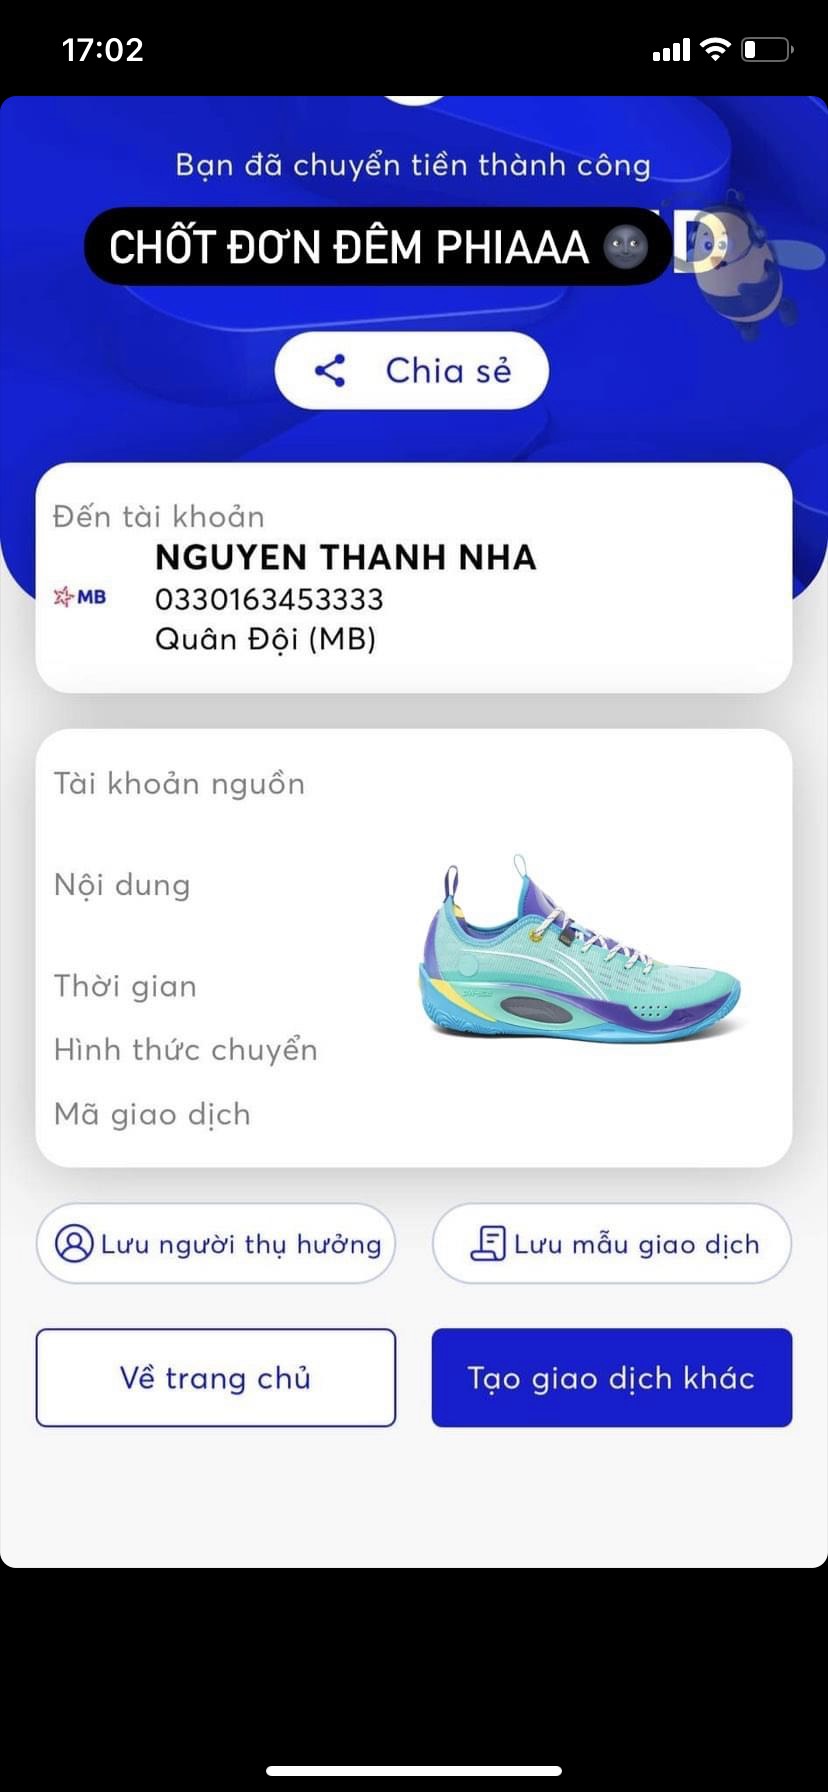 17:02
Bạn đã chuyển tiền thành công
CHỐT ĐƠN ĐÊM PHIAAA 🌚 D
Chia sẻ
Đến tài khoản
NGUYEN THANH NHA
MB 0330163453333
Quân Đội (MB)
Tài khoản nguồn
Nội dung
Thời gian
Hình thức chuyển
Mã giao dịch
Lưu người thụ hưởng Lưu mẫu giao dịch
Về trang chủ Tạo giao dịch khác